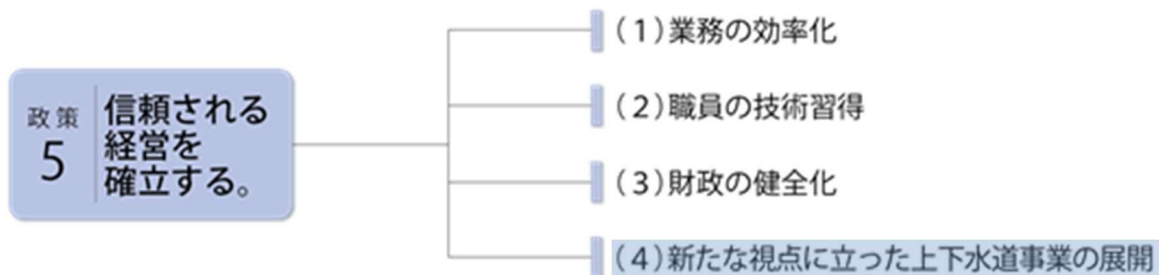 政策
5
信頼される
経営を
確立する。
（1）業務の効率化
（2）職員の技術習得
（3）財政の健全化
（4）新たな視点に立った上下水道事業の展開